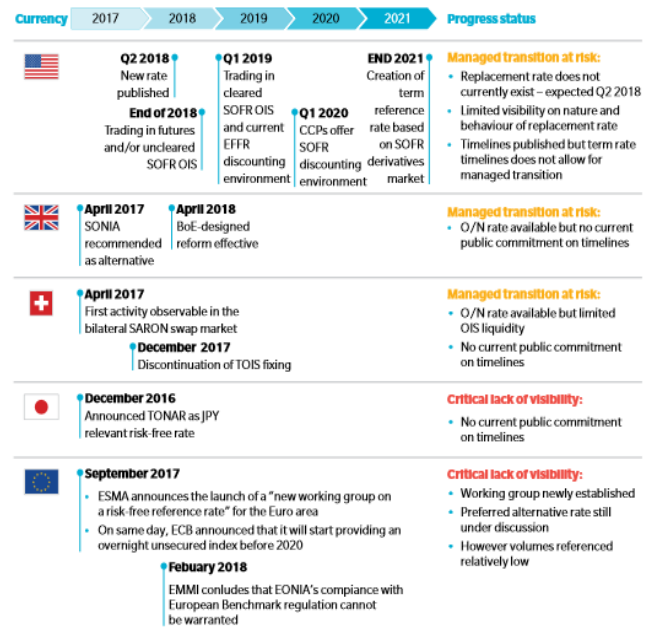 Currency 2017 2018 2019 2020 2021 Progress status
Q2 2018
New rate
published
End of 2018
Trading in futures
and/or uncleared
SOFR OIS
Q1 2019
Trading in
cleared
SOFR OIS
and current
EFFR
discounting
environment
Q1 2020
CCPs offer
SOFR
discounting
environment
END 2021
Creation of
term
reference
rate based
on SOFR
derivatives
market
Managed transition at risk:
• Replacement rate does not
currently exist – expected Q2 2018
• Limited visibility on nature and
behaviour of replacement rate
• Timelines published but term rate
timelines does not allow for
managed transition
April 2017
SONIA
recommended
as alternative
April 2018
BoE-designed
reform effective
Managed transition at risk:
• O/N rate available but no current
public commitment on timelines
April 2017
First activity observable in the
bilateral SARON swap market
December 2017
Discontinuation of TOIS fixing
Managed transition at risk:
• O/N rate available but limited
OIS liquidity
• No current public commitment
on timelines
December 2016
Announced TONAR as JPY
relevant risk-free rate
Critical lack of visibility:
• No current public commitment
on timelines
September 2017
• ESMA announces the launch of a "new working group on
a risk-free reference rate" for the Euro area
• On same day, ECB announced that it will start providing an
overnight unsecured index before 2020
Febuary 2018
EMMI conludes that EONIA's compiance with
European Benchmark regulation cannot
be warranted
Critical lack of visibility:
• Working group newly established
• Preferred alternative rate still
under discussion
• However volumes referenced
relatively low